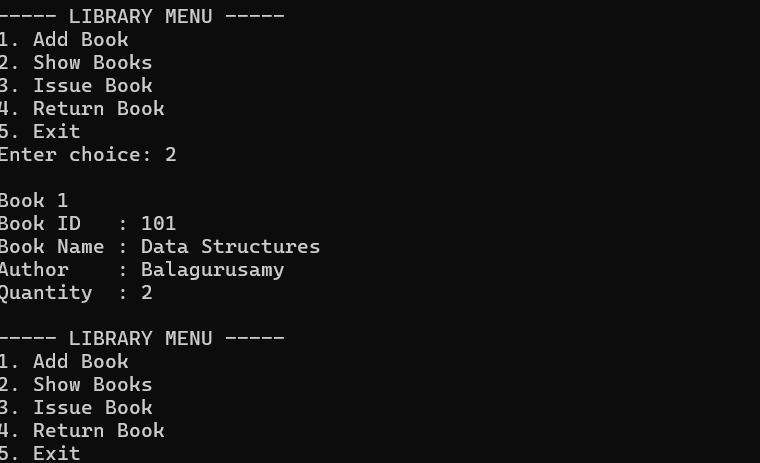 ----- LIBRARY MENU -----
1. Add Book
2. Show Books
3. Issue Book
4. Return Book
5. Exit
Enter choice: 2

Book 1
Book ID   : 101
Book Name : Data Structures
Author    : Balagurusamy
Quantity  : 2

----- LIBRARY MENU -----
1. Add Book
2. Show Books
3. Issue Book
4. Return Book
5. Exit